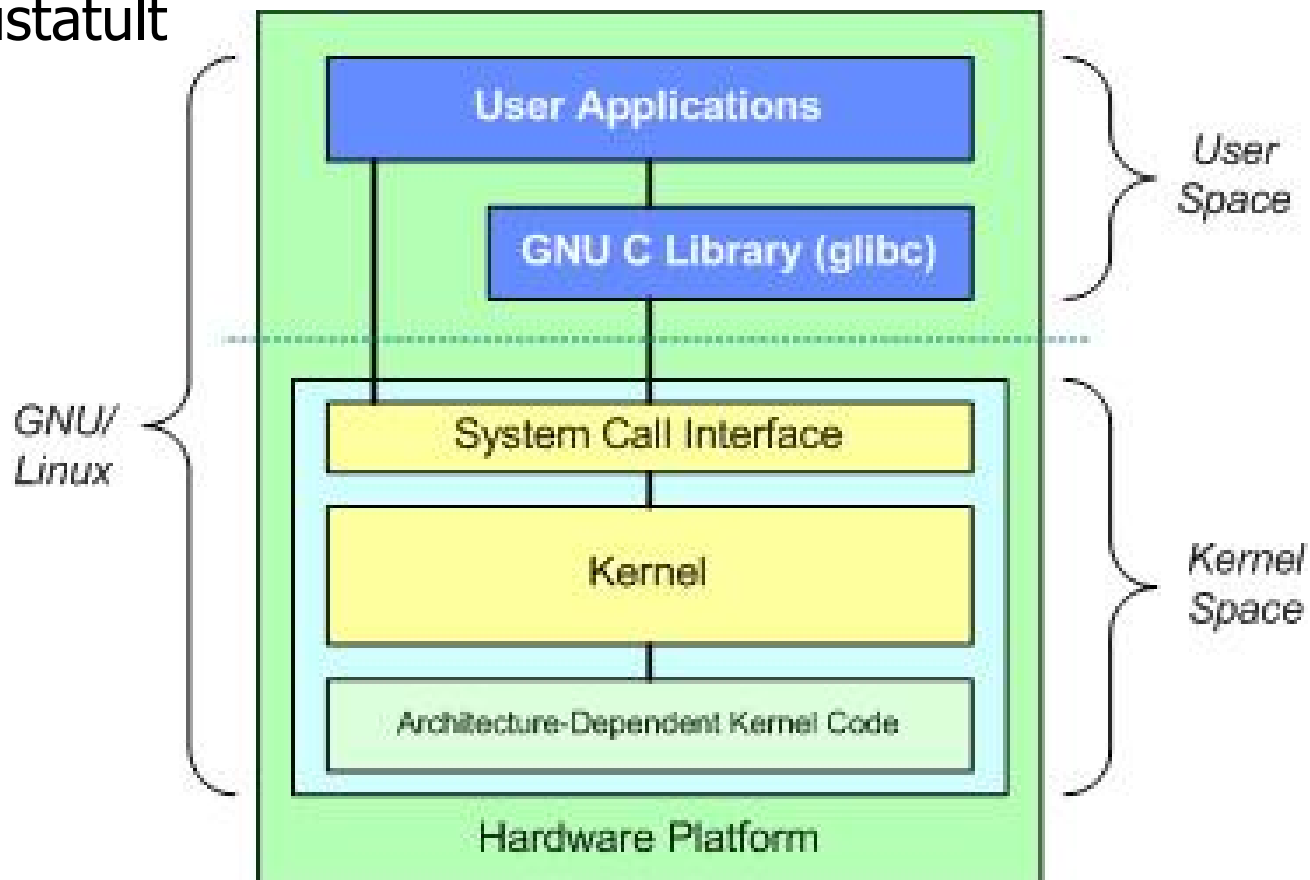 User Applications
GNU C Library (glibc)
User
Space
GNU/
Linux
System Call Interface
Kernel
Architecture-Dependent Kernel Code
Kernel
Space
Hardware Platform